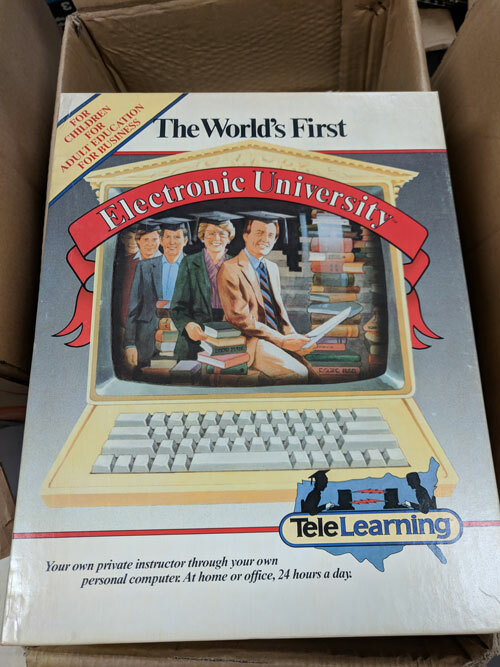 FOR
CHILDREN
FOR
ADULT EDUCATION
FOR BUSINESS
The World's First
Electronic University™
TeleLearning
Your own private instructor through your own
personal computer. At home or office, 24 hours a day.